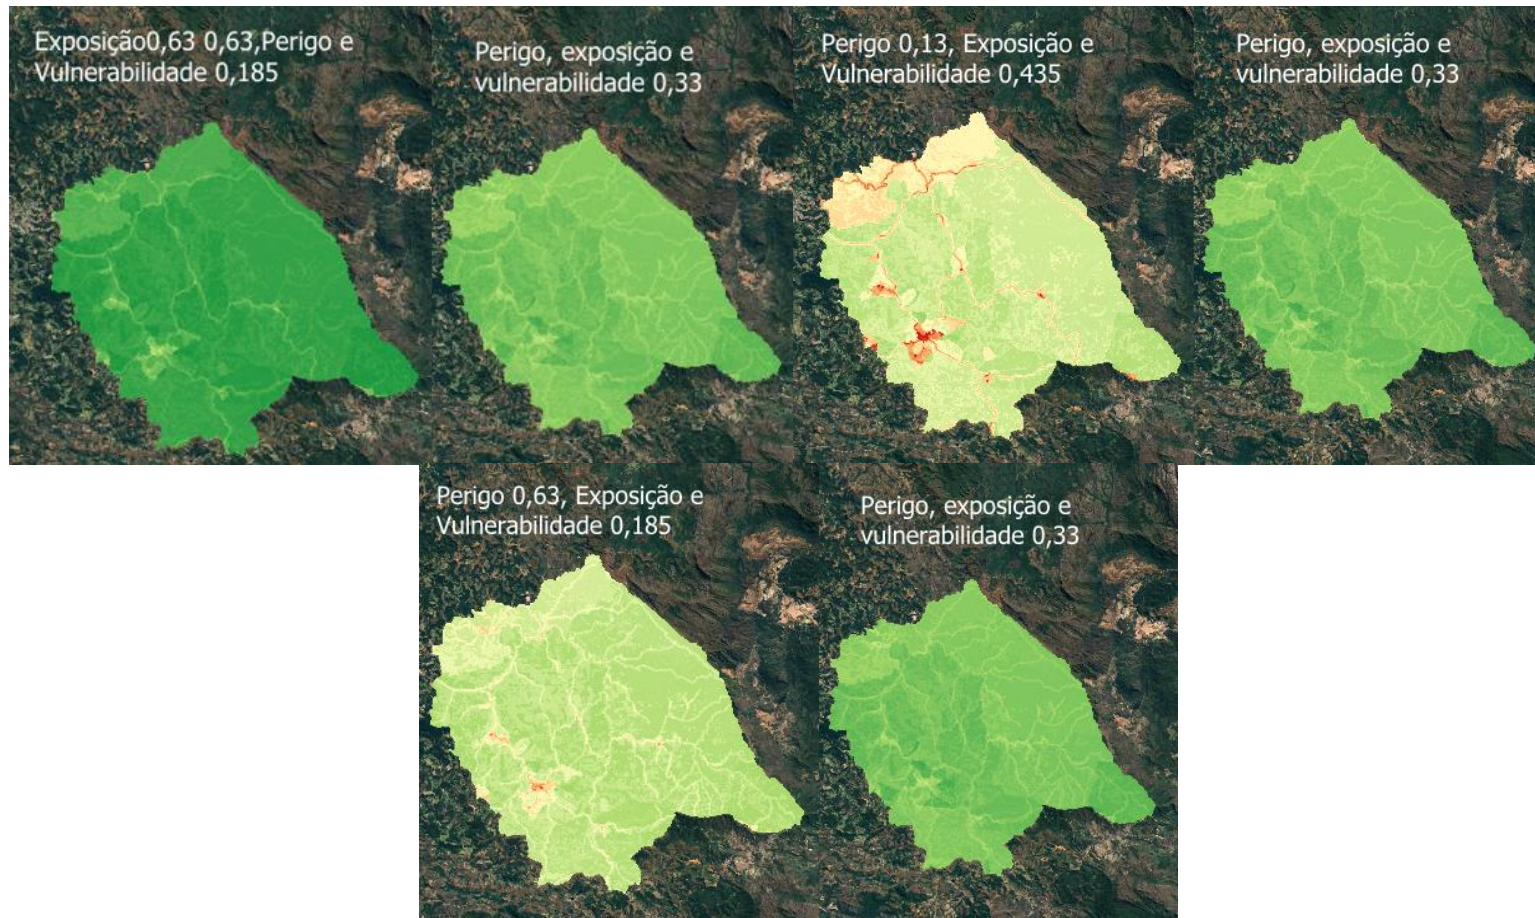 Exposição0,63 0,63,Perigo e
Vulnerabilidade 0,185
Perigo, exposição e
vulnerabilidade 0,33
Perigo 0,13, Exposição e
Vulnerabilidade 0,435
Perigo, exposição e
vulnerabilidade 0,33
Perigo 0,63, Exposição e
Vulnerabilidade 0,185
Perigo, exposição e
vulnerabilidade 0,33